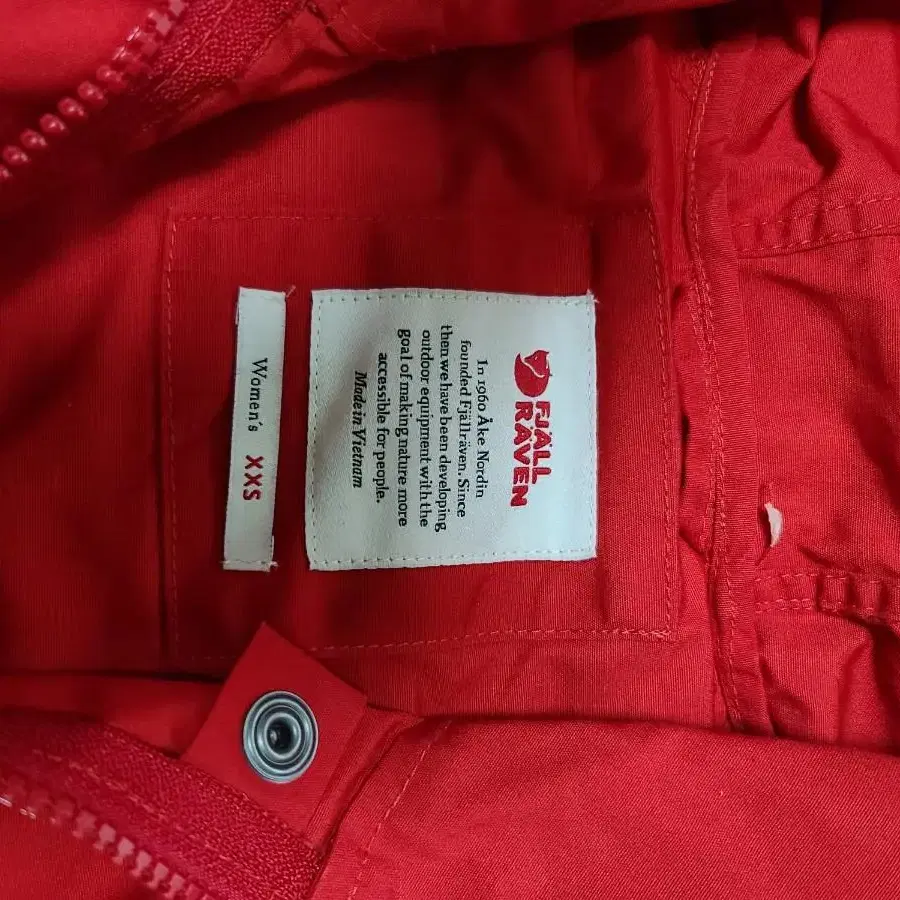 FJÄLL
RÄVEN
In 1960 Åke Nordin
founded Fjällräven. Since
then we have been developing
outdoor equipment with the
goal of making nature more
accessible for people.
Made in Vietnam
Women's XXS